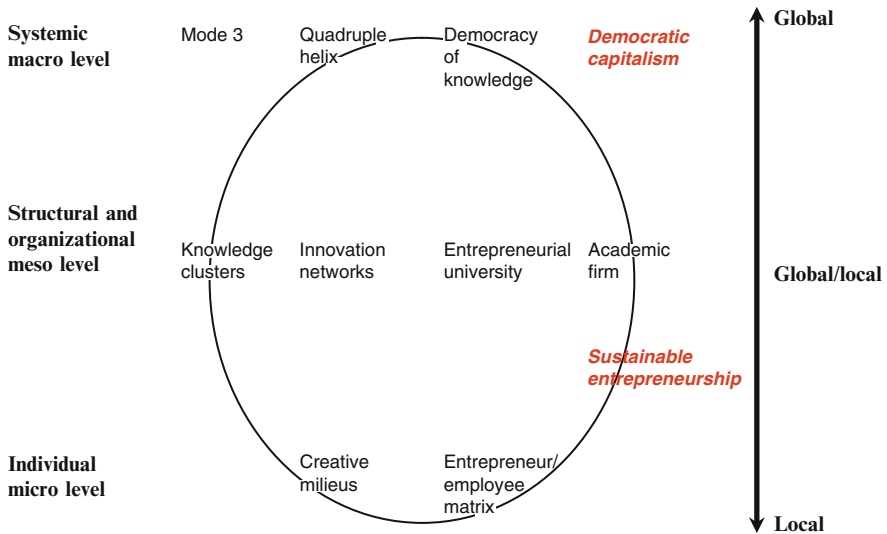 Systemic
macro level
Mode 3
Quadruple
helix
Democracy
of
knowledge
Democratic
capitalism
Global
Structural and
organizational
meso level
Knowledge
clusters
Innovation
networks
Entrepreneurial
university
Academic
firm
Global/local
Sustainable
entrepreneurship
Individual
micro level
Creative
milieus
Entrepreneur/
employee
matrix
Local